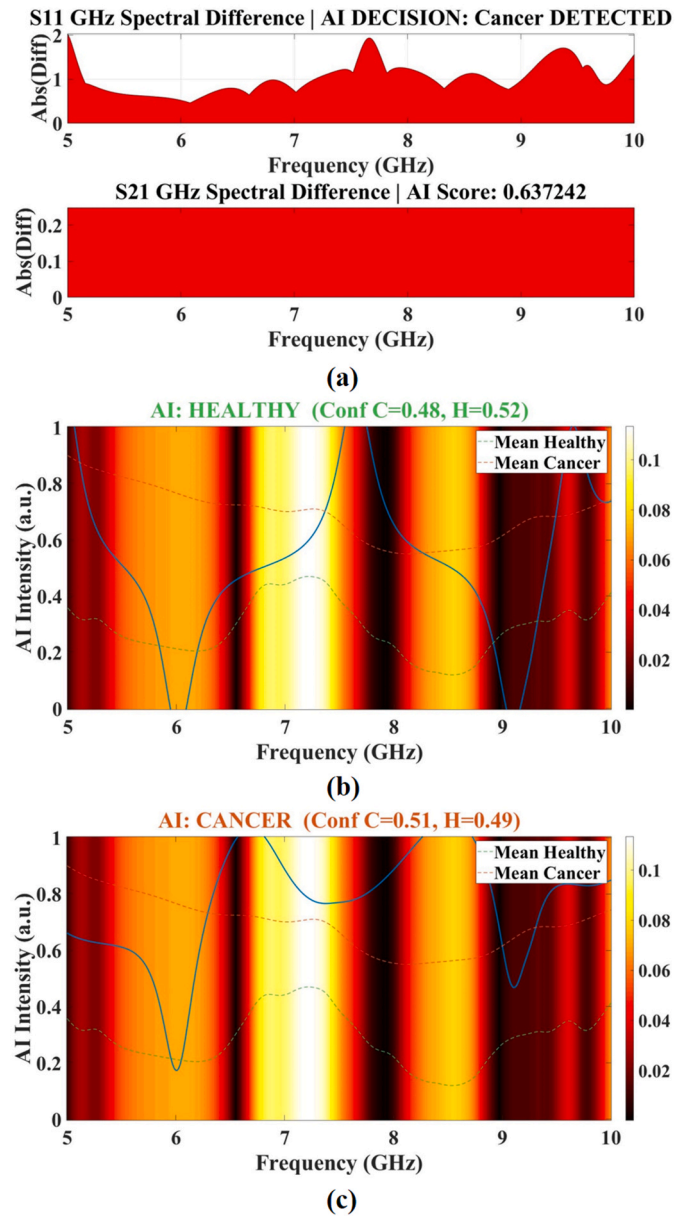 S11 GHz Spectral Difference | AI DECISION: Cancer DETECTED
2
1
0
Abs(Diff)
5 6 7 8 9 10
Frequency (GHz)
S21 GHz Spectral Difference | AI Score: 0.637242
0.2
0.1
0
Abs(Diff)
5 6 7 8 9 10
Frequency (GHz)
(a)
AI: HEALTHY (Conf C=0.48, H=0.52)
1
0.8
0.6
0.4
0.2
0
AI Intensity (a.u.)
Mean Healthy
Mean Cancer
0.1
0.08
0.06
0.04
0.02
5 6 7 8 9 10
Frequency (GHz)
(b)
AI: CANCER (Conf C=0.51, H=0.49)
1
0.8
0.6
0.4
0.2
0
AI Intensity (a.u.)
Mean Healthy
Mean Cancer
0.1
0.08
0.06
0.04
0.02
5 6 7 8 9 10
Frequency (GHz)
(c)